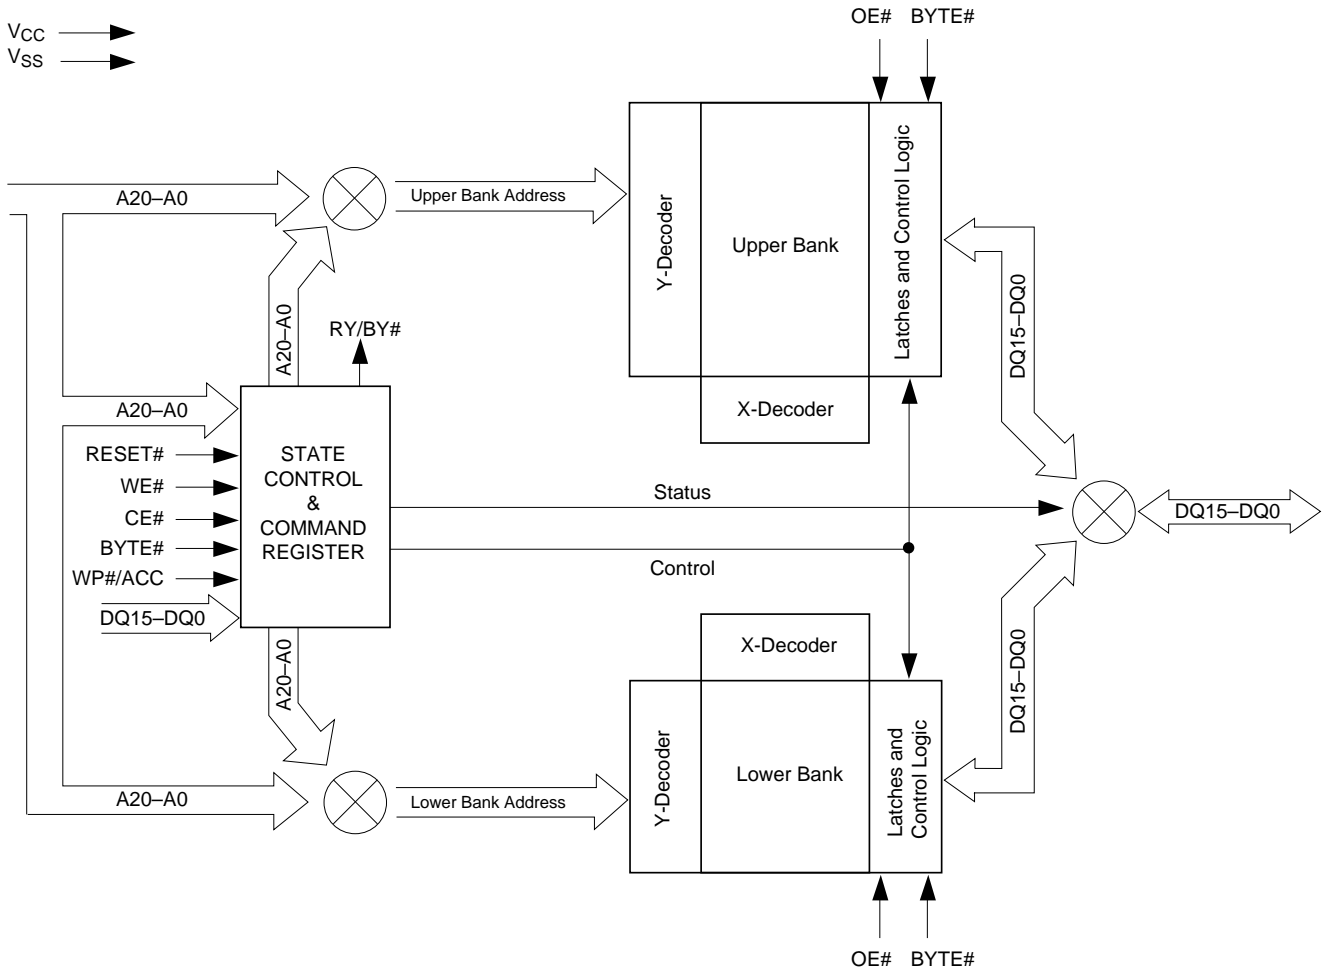 VCC
VSS
OE# BYTE#
A20–A0
Upper Bank Address
Y-Decoder
Upper Bank
Latches and Control Logic
X-Decoder
DQ15–DQ0
A20–A0
RY/BY#
A20–A0
RESET#
WE#
CE#
BYTE#
WP#/ACC
DQ15–DQ0
STATE
CONTROL
&
COMMAND
REGISTER
Status
Control
DQ15–DQ0
A20–A0
X-Decoder
DQ15–DQ0
A20–A0
Lower Bank Address
Y-Decoder
Lower Bank
Latches and
Control Logic
OE# BYTE#